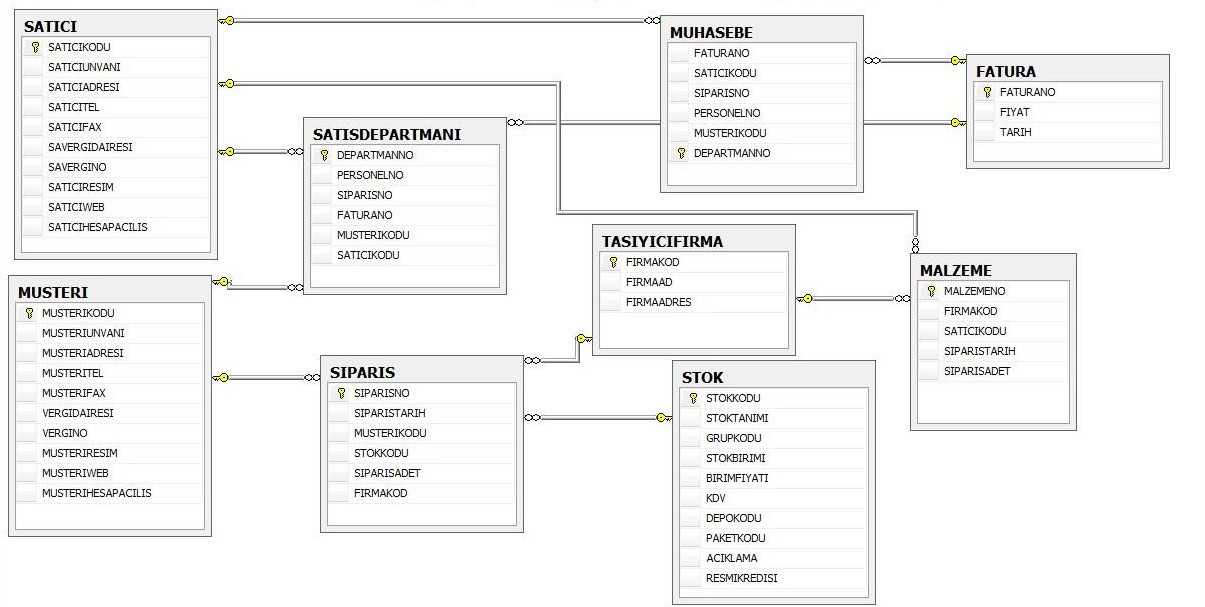 SATICI
SATICIKODU
SATICIUNVANI
SATICIADRESI
SATICITEL
SATICIFAX
SAVERGIDAIRESI
SAVERGINO
SATICIRESIM
SATICIWEB
SATICIHESAPACILIS
SATISDEPARTMANI
DEPARTMANNO
PERSONELNO
SIPARISNO
FATURANO
MUSTERIKODU
SATICIKODU
MUHASEBE
FATURANO
SATICIKODU
SIPARISNO
PERSONELNO
MUSTERIKODU
DEPARTMANNO
FATURA
FATURANO
FIYAT
TARIH
MUSTERI
MUSTERIKODU
MUSTERIUNVANI
MUSTERIADRESI
MUSTERITEL
MUSTERIFAX
VERGIDAIRESI
VERGINO
MUSTERIRESIM
MUSTERIWEB
MUSTERIHESAPACILIS
SIPARIS
SIPARISNO
SIPARISTARIH
MUSTERIKODU
STOKKODU
SIPARISADET
FIRMAKOD
TASIYICIFIRMA
FIRMAKOD
FIRMAAD
FIRMAADRES
STOK
STOKKODU
STOKTANIMI
GRUPKODU
STOKBIRIMI
BIRIMFIYATI
KDV
DEPOKODU
PAKETKODU
ACIKLAMA
RESMIKREDISI
MALZEME
MALZEMENO
FIRMAKOD
SATICIKODU
SIPARISTARIH
SIPARISADET